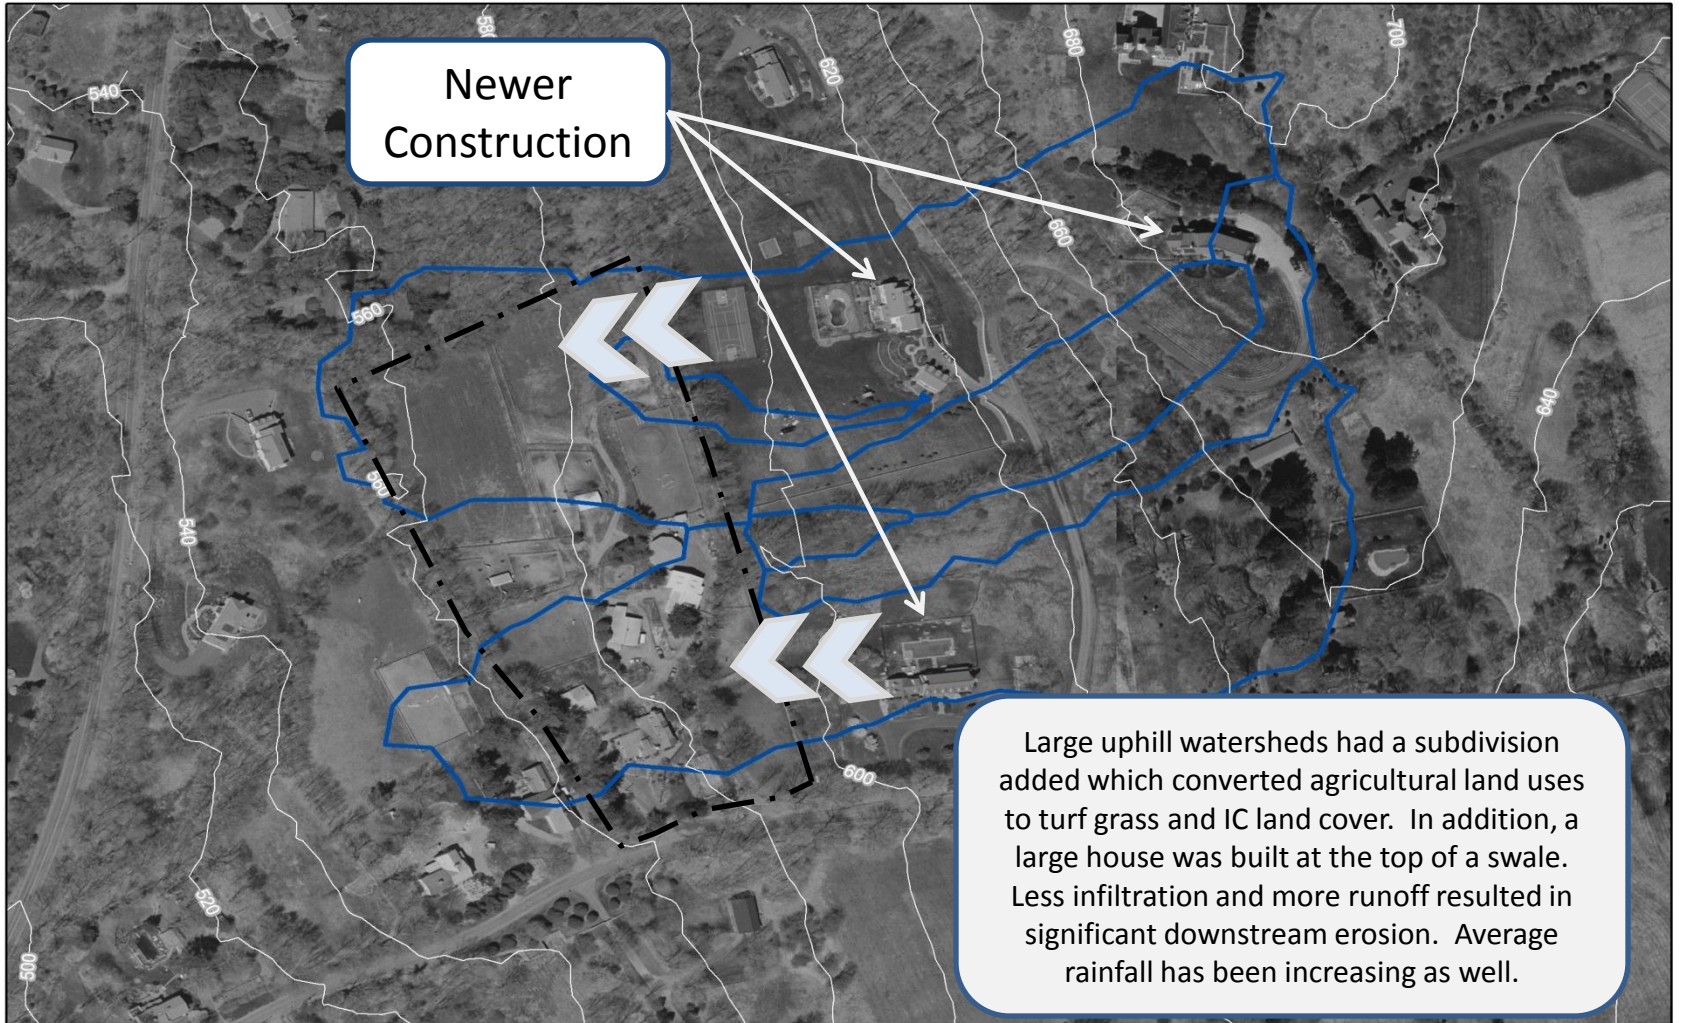 580
620
680
700
540
Newer
Construction
660
560
640
560
540
600
520
500
Large uphill watersheds had a subdivision
added which converted agricultural land uses
to turf grass and IC land cover.  In addition, a
large house was built at the top of a swale.
Less infiltration and more runoff resulted in
significant downstream erosion.  Average
rainfall has been increasing as well.